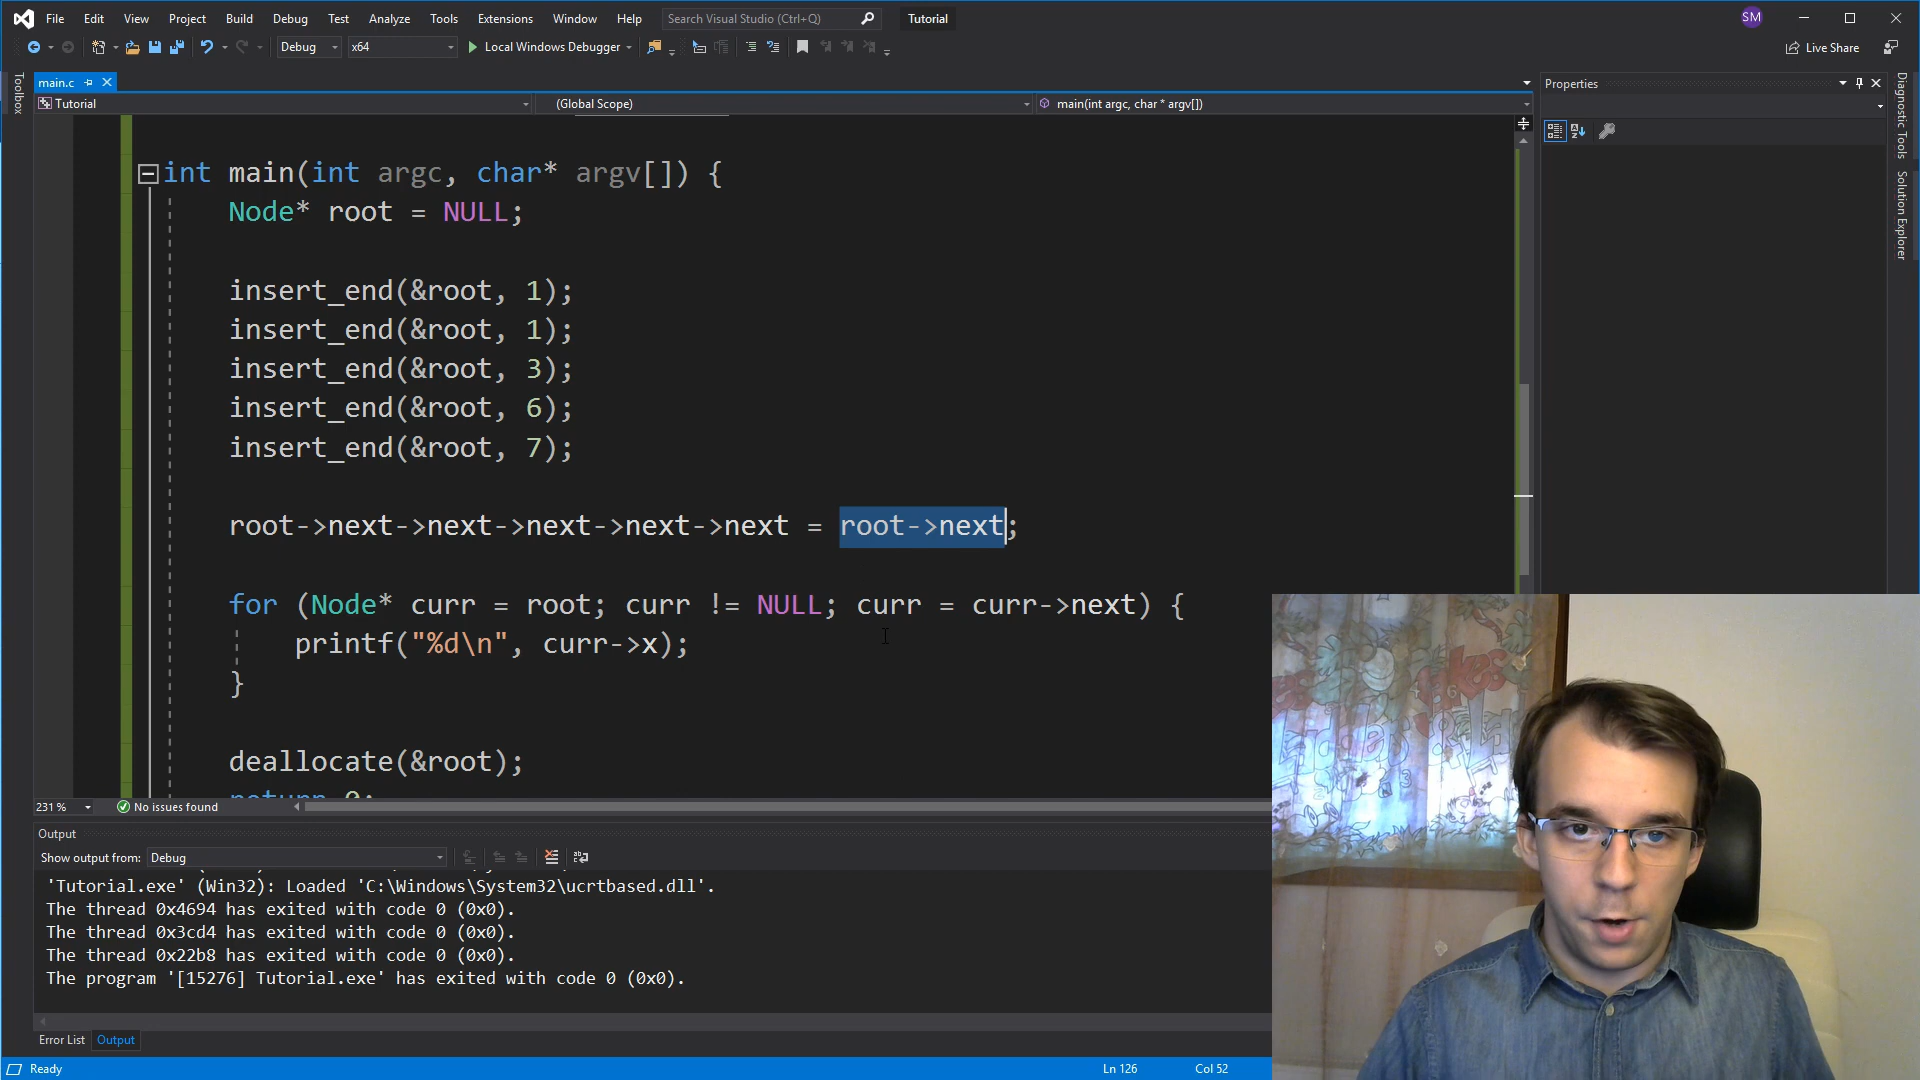 File Edit View Project Build Debug Test Analyze Tools Extensions Window Help Search Visual Studio (Ctrl+Q) Tutorial SM
Debug x64 Local Windows Debugger Live Share
main.c
Tutorial (Global Scope) main(int argc, char * argv[])
Toolbox
int main(int argc, char* argv[]) {
Node* root = NULL;
insert_end(&root, 1);
insert_end(&root, 1);
insert_end(&root, 3);
insert_end(&root, 6);
insert_end(&root, 7);
root->next->next->next->next->next = root->next;
for (Node* curr = root; curr != NULL; curr = curr->next) {
printf("%d\n", curr->x);
}
deallocate(&root);
return 0;
231 % No issues found
Output
Show output from: Debug
'Tutorial.exe' (Win32): Loaded 'C:\Windows\System32\ucrtbased.dll'.
The thread 0x4694 has exited with code 0 (0x0).
The thread 0x3cd4 has exited with code 0 (0x0).
The thread 0x22b8 has exited with code 0 (0x0).
The program '[15276] Tutorial.exe' has exited with code 0 (0x0).
Error List Output
Ready Ln 126 Col 52
Properties
Diagnostic Tools
Solution Explorer